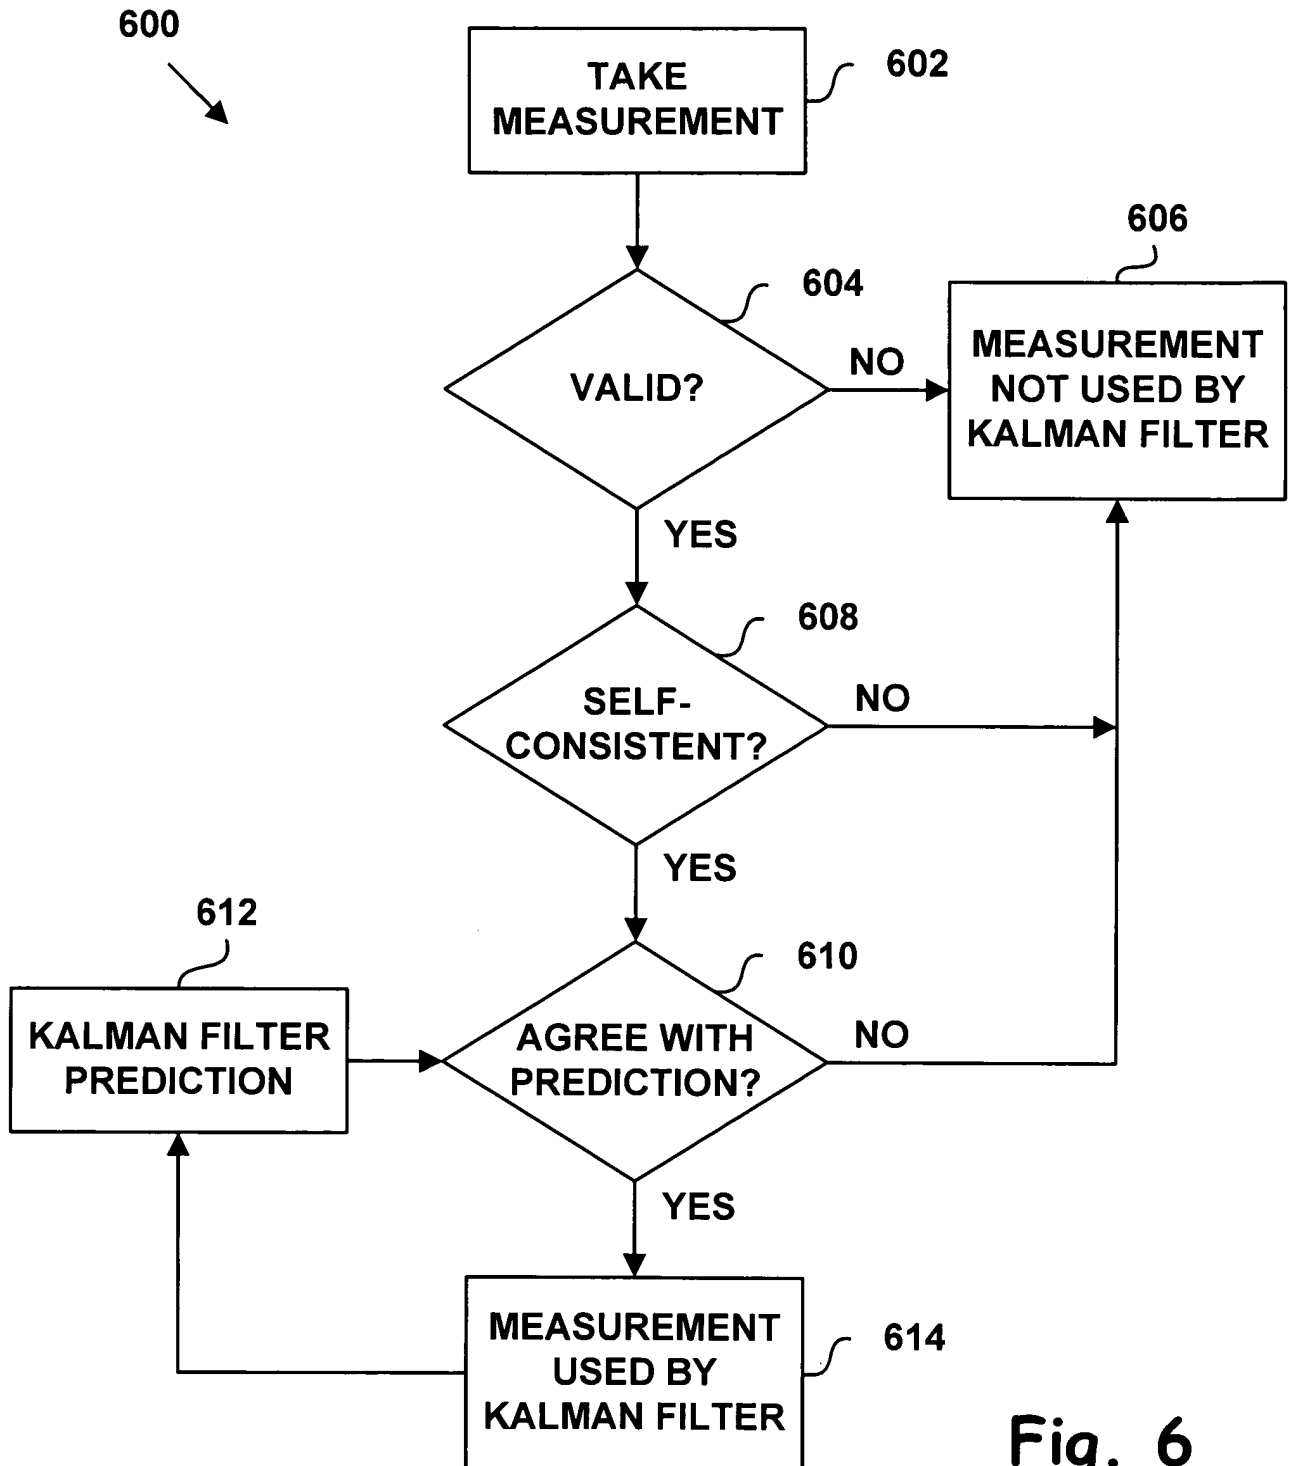 600
TAKE
MEASUREMENT
602
604
VALID?
NO
606
MEASUREMENT
NOT USED BY
KALMAN FILTER
YES
608
SELF-
CONSISTENT?
NO
YES
612
KALMAN FILTER
PREDICTION
610
AGREE WITH
PREDICTION?
NO
YES
MEASUREMENT
USED BY
KALMAN FILTER
614
Fig. 6